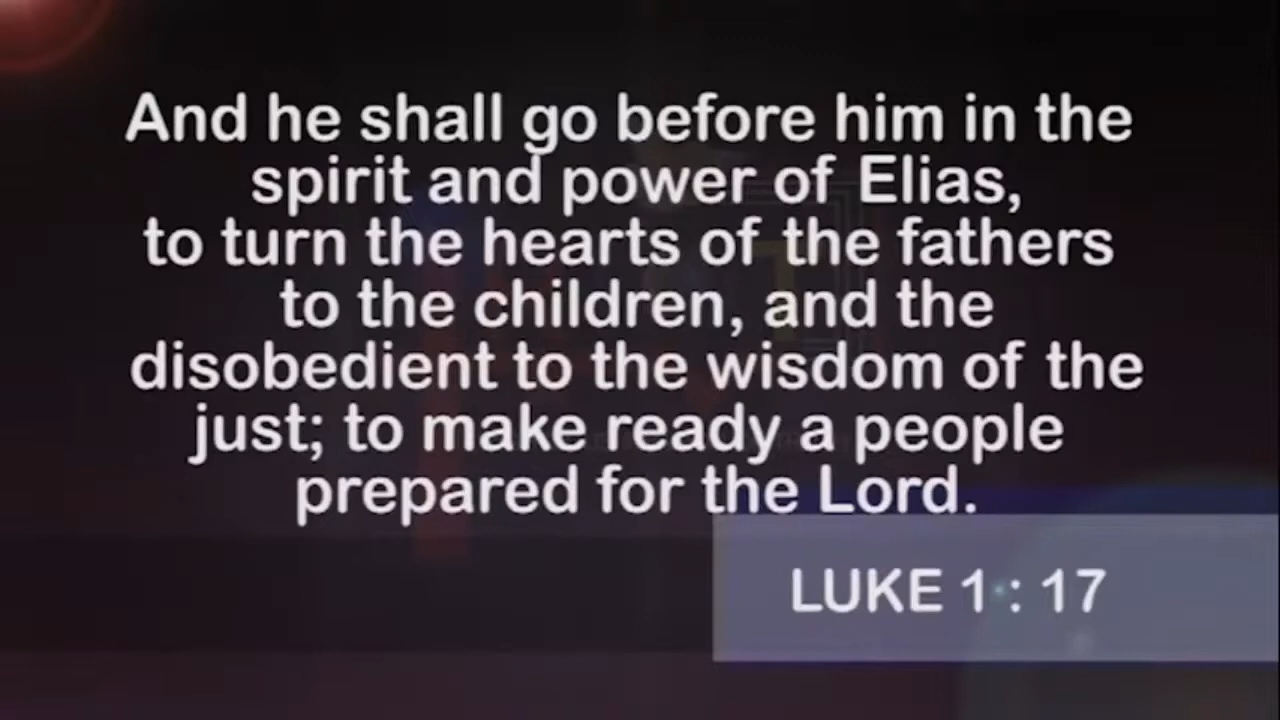 And he shall go before him in the
spirit and power of Elias,
to turn the hearts of the fathers
to the children, and the
disobedient to the wisdom of the
just; to make ready a people
prepared for the Lord.
LUKE 1 : 17